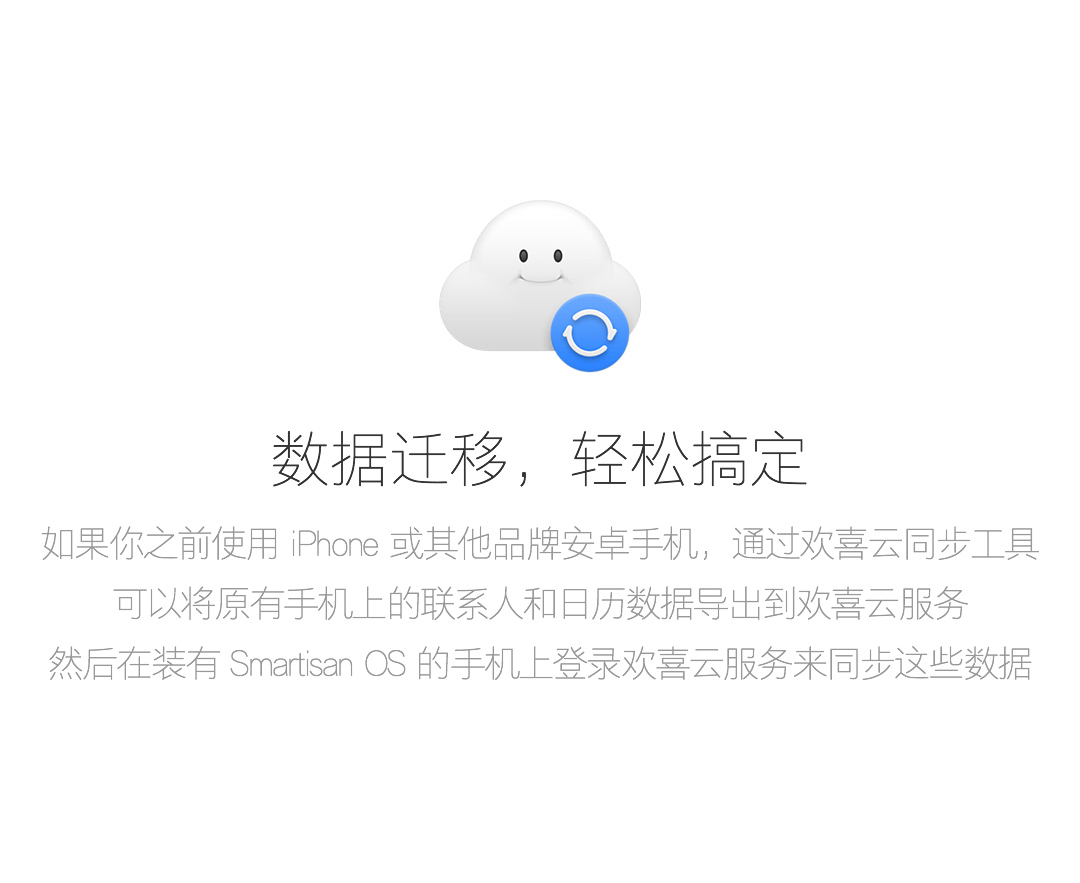 数据迁移，轻松搞定
如果你之前使用 iPhone 或其他品牌安卓手机，通过欢喜云同步工具
可以将原有手机上的联系人和日历数据导出到欢喜云服务
然后在装有 Smartisan OS 的手机上登录欢喜云服务来同步这些数据